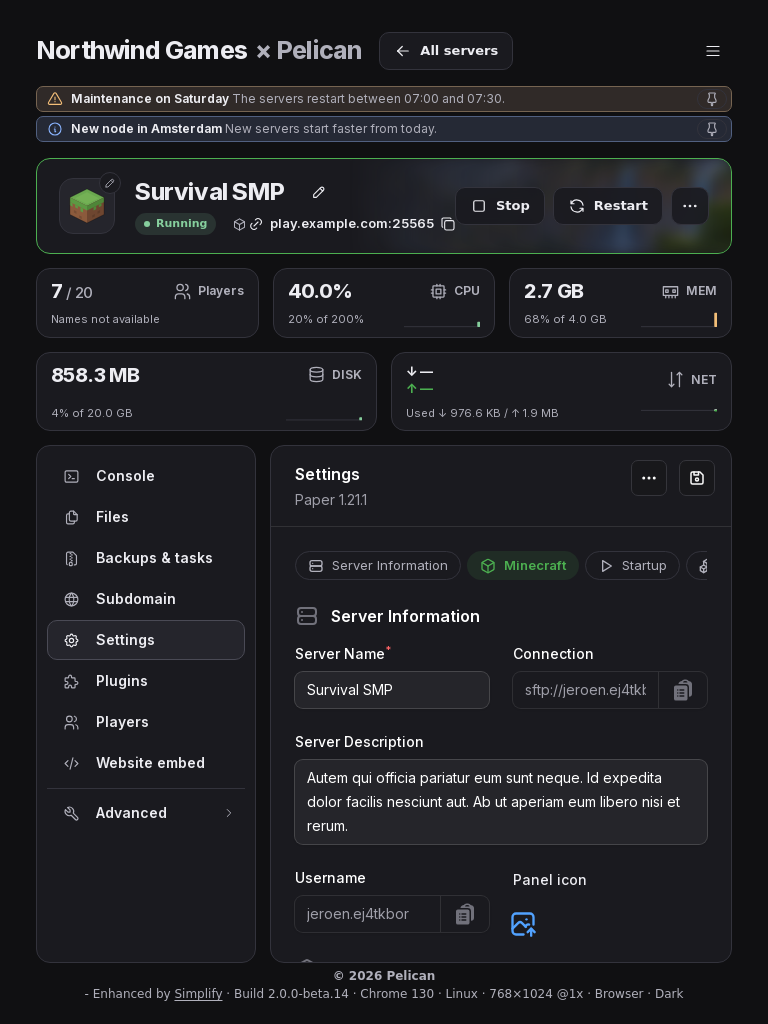 Northwind Games × Pelican
All servers
Maintenance on Saturday The servers restart between 07:00 and 07:30.
New node in Amsterdam New servers start faster from today.
Survival SMP
Running
play.example.com:25565
Stop
Restart
7 / 20
Players
Names not available
40.0%
CPU
20% of 200%
2.7 GB
MEM
68% of 4.0 GB
858.3 MB
DISK
4% of 20.0 GB
↓ —
↑ —
NET
Used ↓ 976.6 KB / ↑ 1.9 MB
Console
Files
Backups & tasks
Subdomain
Settings
Plugins
Players
Website embed
Advanced
Settings
Paper 1.21.1
Server Information
Minecraft
Startup
Server Information
Server Name*
Connection
Survival SMP
sftp://jeroen.ej4tkb
Server Description
Autem qui officia pariatur eum sunt neque. Id expedita
dolor facilis nesciunt aut. Ab ut aperiam eum libero nisi et
rerum.
Username
Panel icon
jeroen.ej4tkbor
© 2026 Pelican
- Enhanced by Simplify · Build 2.0.0-beta.14 · Chrome 130 · Linux · 768×1024 @1x · Browser · Dark